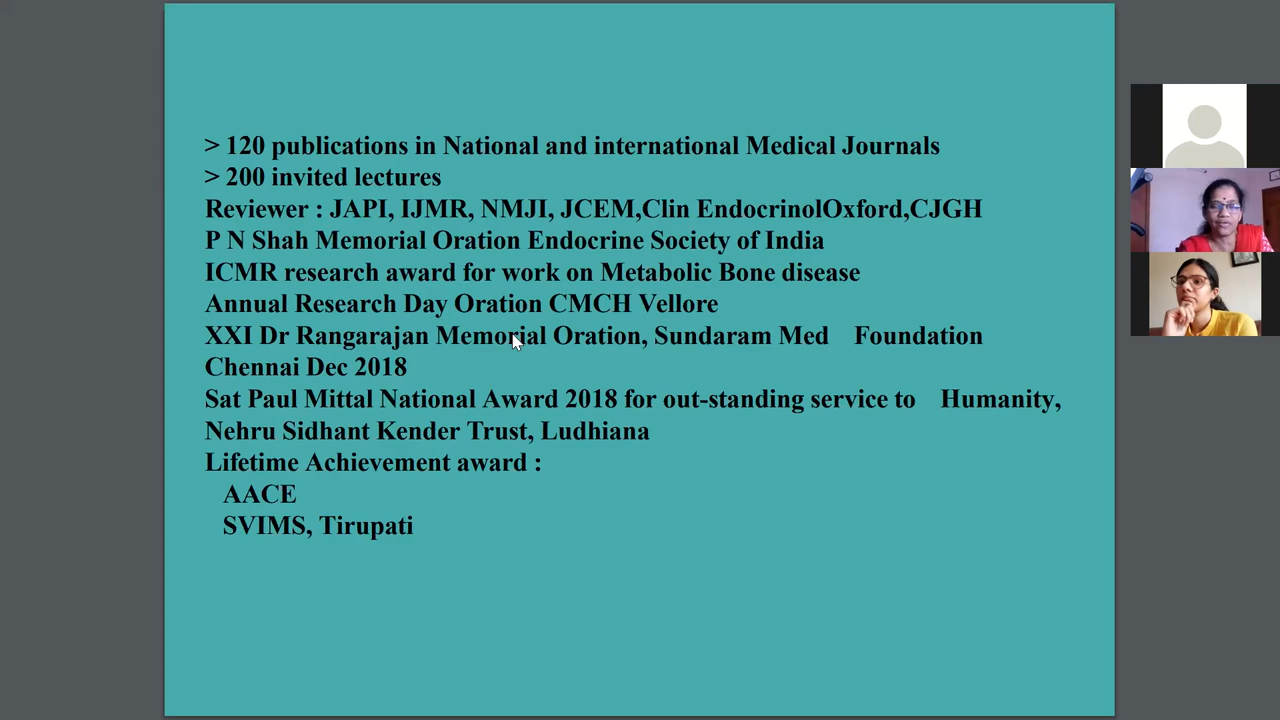 > 120 publications in National and international Medical Journals
> 200 invited lectures
Reviewer : JAPI, IJMR, NMJI, JCEM,Clin EndocrinolOxford,CJGH
P N Shah Memorial Oration Endocrine Society of India
ICMR research award for work on Metabolic Bone disease
Annual Research Day Oration CMCH Vellore
XXI Dr Rangarajan Memorial Oration, Sundaram Med    Foundation
Chennai Dec 2018
Sat Paul Mittal National Award 2018 for out-standing service to    Humanity,
Nehru Sidhant Kender Trust, Ludhiana
Lifetime Achievement award :
AACE
SVIMS, Tirupati